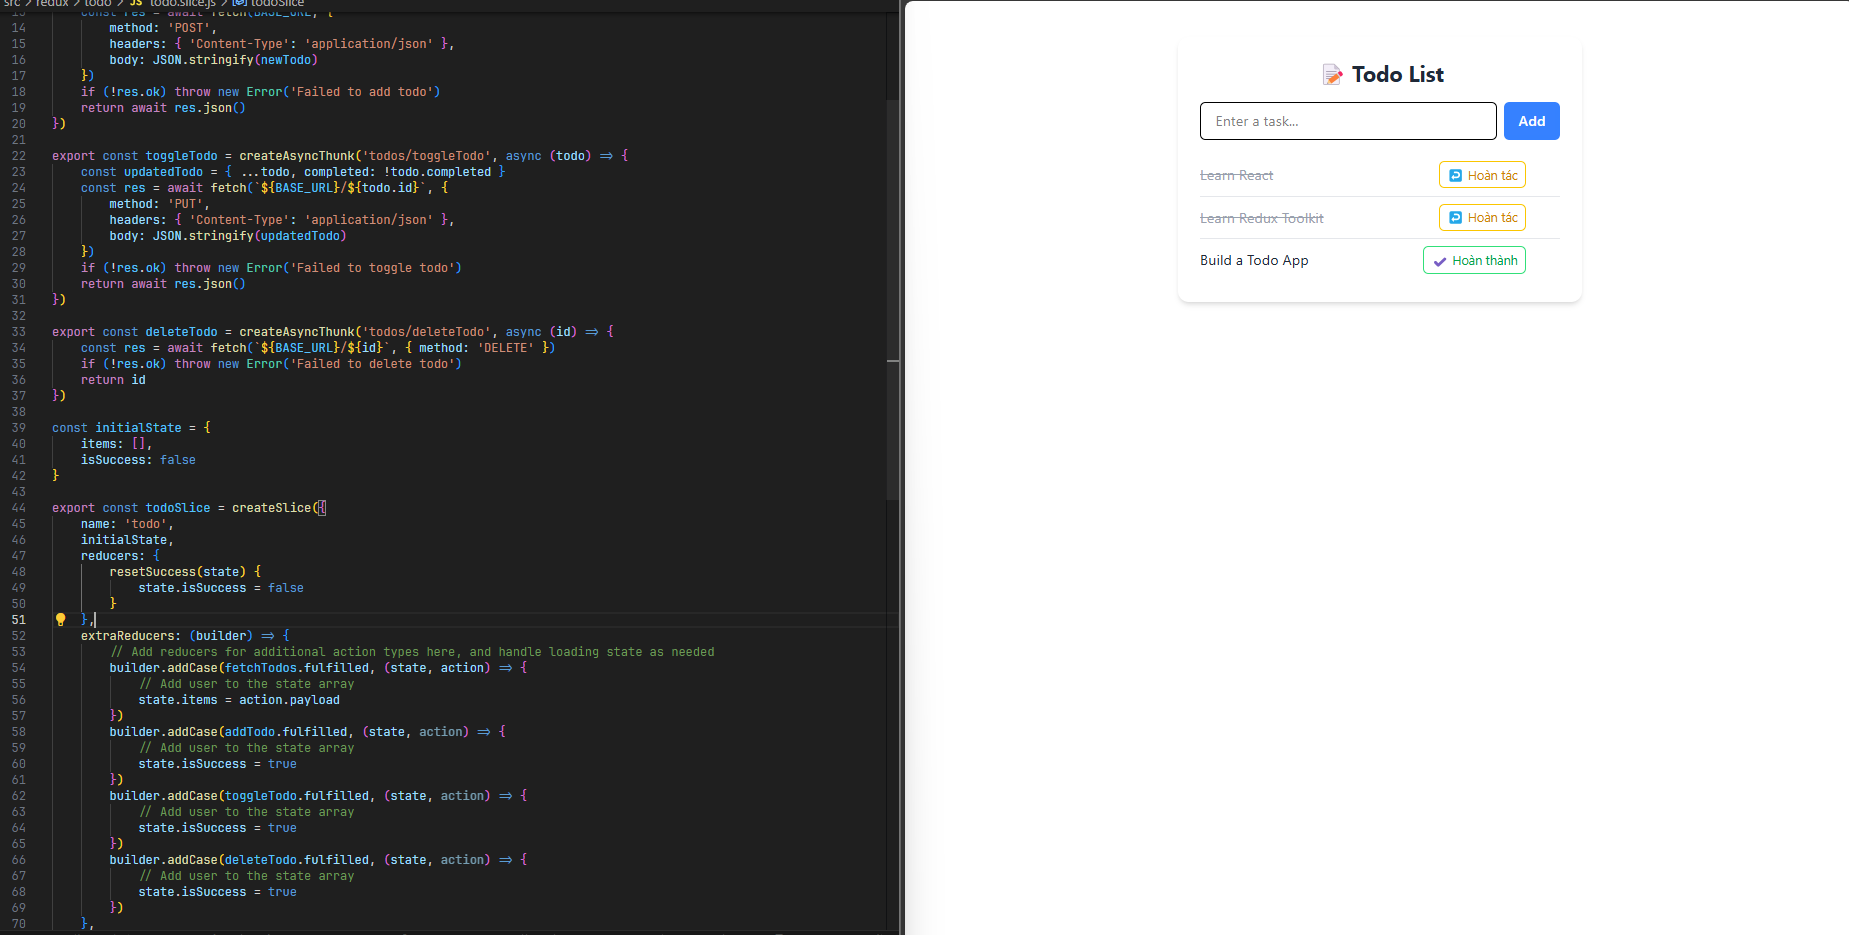 src > redux > todo > JS todo.slice.js > todoSlice
13 const res = await fetch(BASE_URL, {
14 method: 'POST',
15 headers: { 'Content-Type': 'application/json' },
16 body: JSON.stringify(newTodo)
17 })
18 if (!res.ok) throw new Error('Failed to add todo')
19 return await res.json()
20 })
21
22 export const toggleTodo = createAsyncThunk('todos/toggleTodo', async (todo) => {
23 const updatedTodo = { ...todo, completed: !todo.completed }
24 const res = await fetch(`${BASE_URL}/${todo.id}`, {
25 method: 'PUT',
26 headers: { 'Content-Type': 'application/json' },
27 body: JSON.stringify(updatedTodo)
28 })
29 if (!res.ok) throw new Error('Failed to toggle todo')
30 return await res.json()
31 })
32
33 export const deleteTodo = createAsyncThunk('todos/deleteTodo', async (id) => {
34 const res = await fetch(`${BASE_URL}/${id}`, { method: 'DELETE' })
35 if (!res.ok) throw new Error('Failed to delete todo')
36 return id
37 })
38
39 const initialState = {
40 items: [],
41 isSuccess: false
42 }
43
44 export const todoSlice = createSlice({
45 name: 'todo',
46 initialState,
47 reducers: {
48 resetSuccess(state) {
49 state.isSuccess = false
50 }
51 },
52 extraReducers: (builder) => {
53 // Add reducers for additional action types here, and handle loading state as needed
54 builder.addCase(fetchTodos.fulfilled, (state, action) => {
55 // Add user to the state array
56 state.items = action.payload
57 })
58 builder.addCase(addTodo.fulfilled, (state, action) => {
59 // Add user to the state array
60 state.isSuccess = true
61 })
62 builder.addCase(toggleTodo.fulfilled, (state, action) => {
63 // Add user to the state array
64 state.isSuccess = true
65 })
66 builder.addCase(deleteTodo.fulfilled, (state, action) => {
67 // Add user to the state array
68 state.isSuccess = true
69 })
70 },
Todo List
Enter a task...
Add
Learn React
Hoàn tác
Learn Redux Toolkit
Hoàn tác
Build a Todo App
Hoàn thành